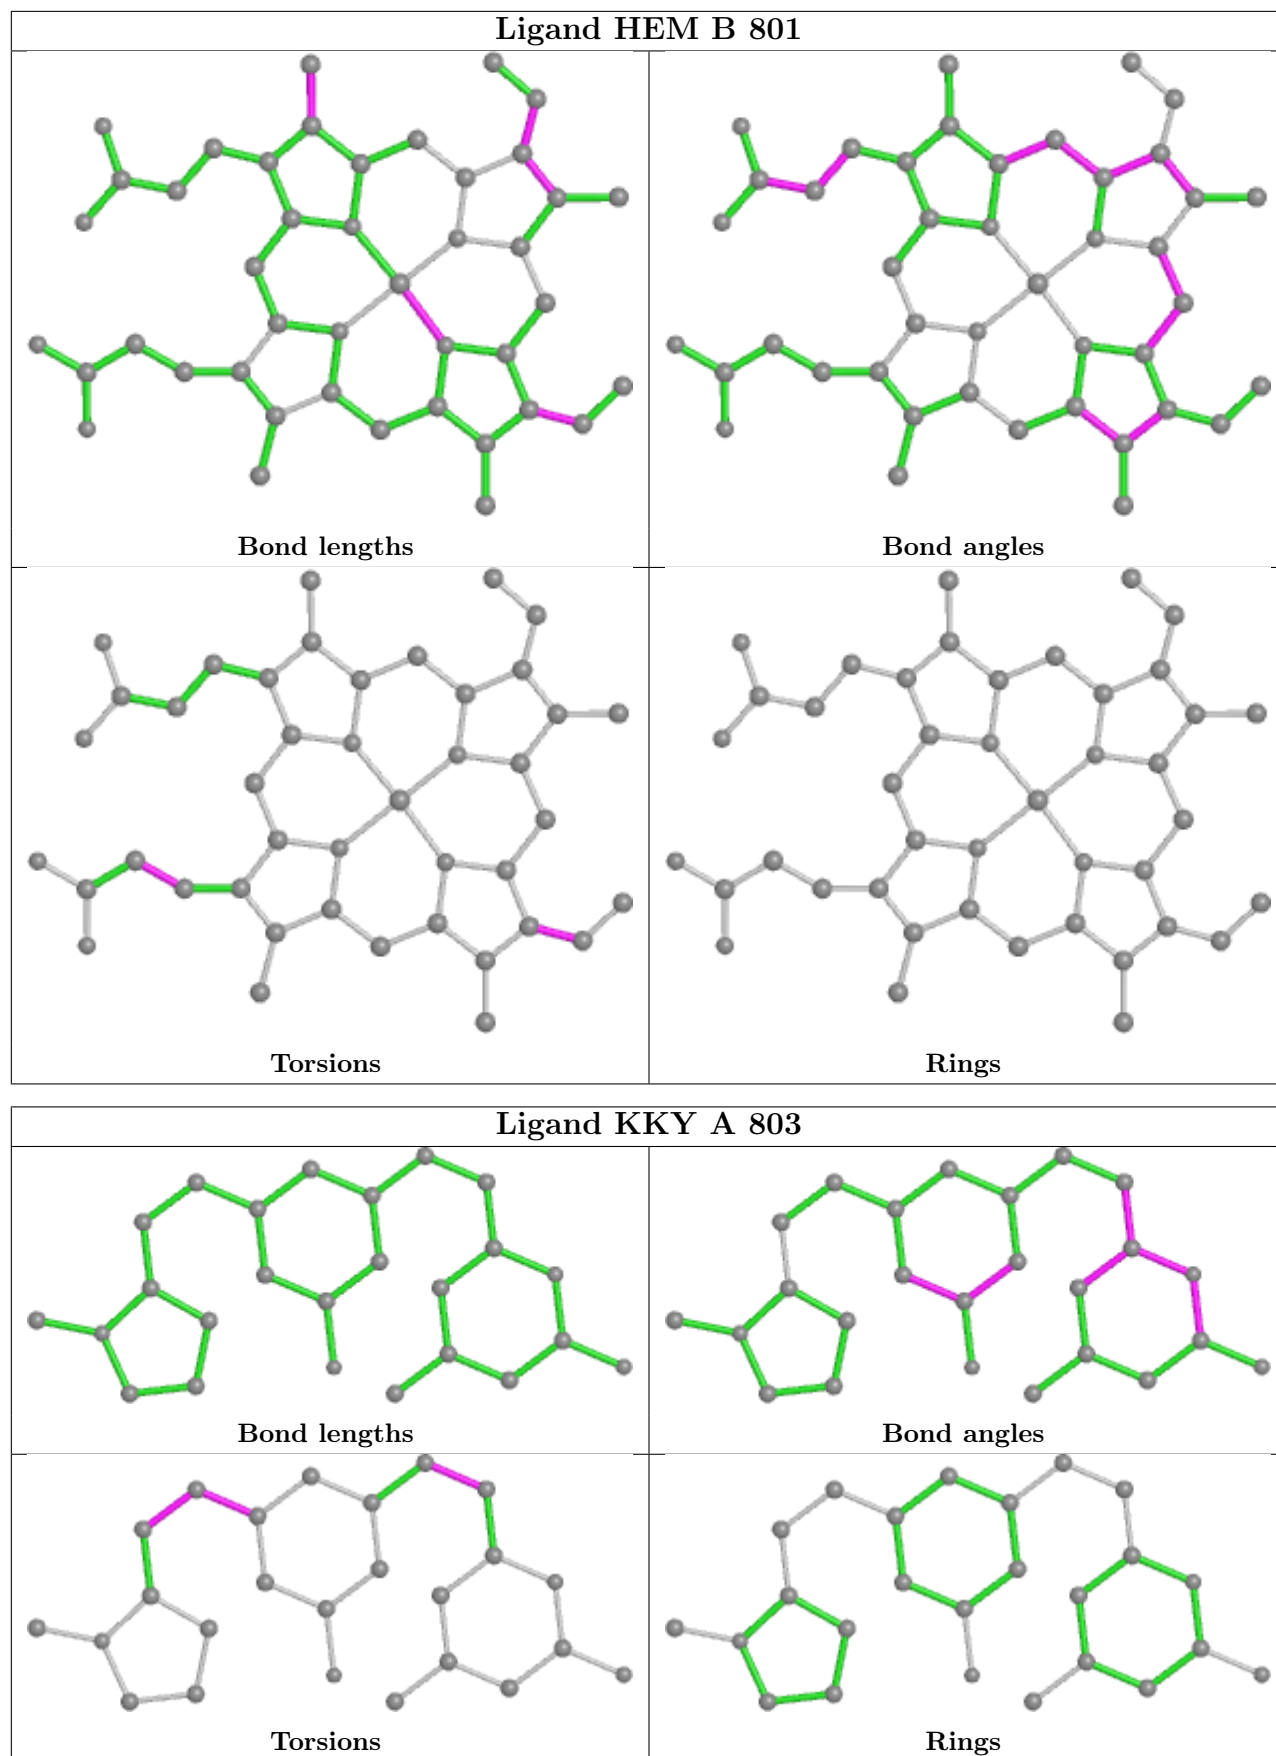 Ligand HEM B 801
Bond lengths
Bond angles
Torsions
Rings
Ligand KKY A 803
Bond lengths
Bond angles
Torsions
Rings